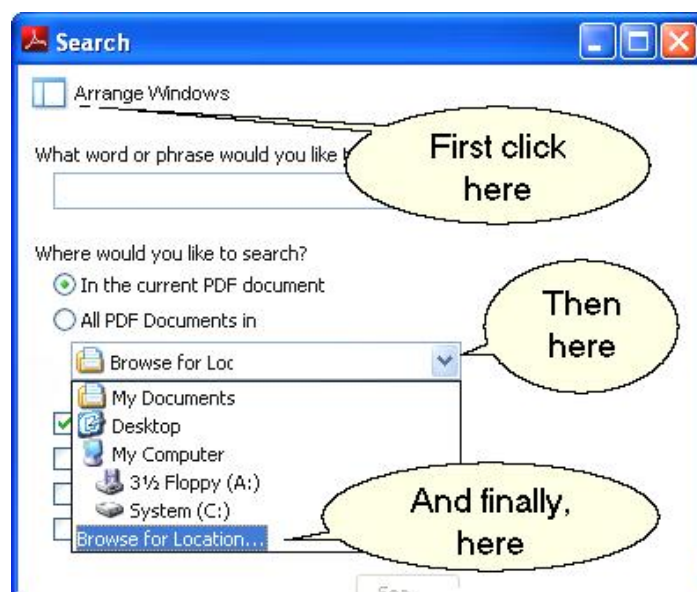 Search
Arrange Windows
First click
here
What word or phrase would you like
Where would you like to search?
In the current PDF document
All PDF Documents in
Then
here
Browse for Loc
My Documents
Desktop
My Computer
3½ Floppy (A:)
System (C:)
Browse for Location...
And finally,
here